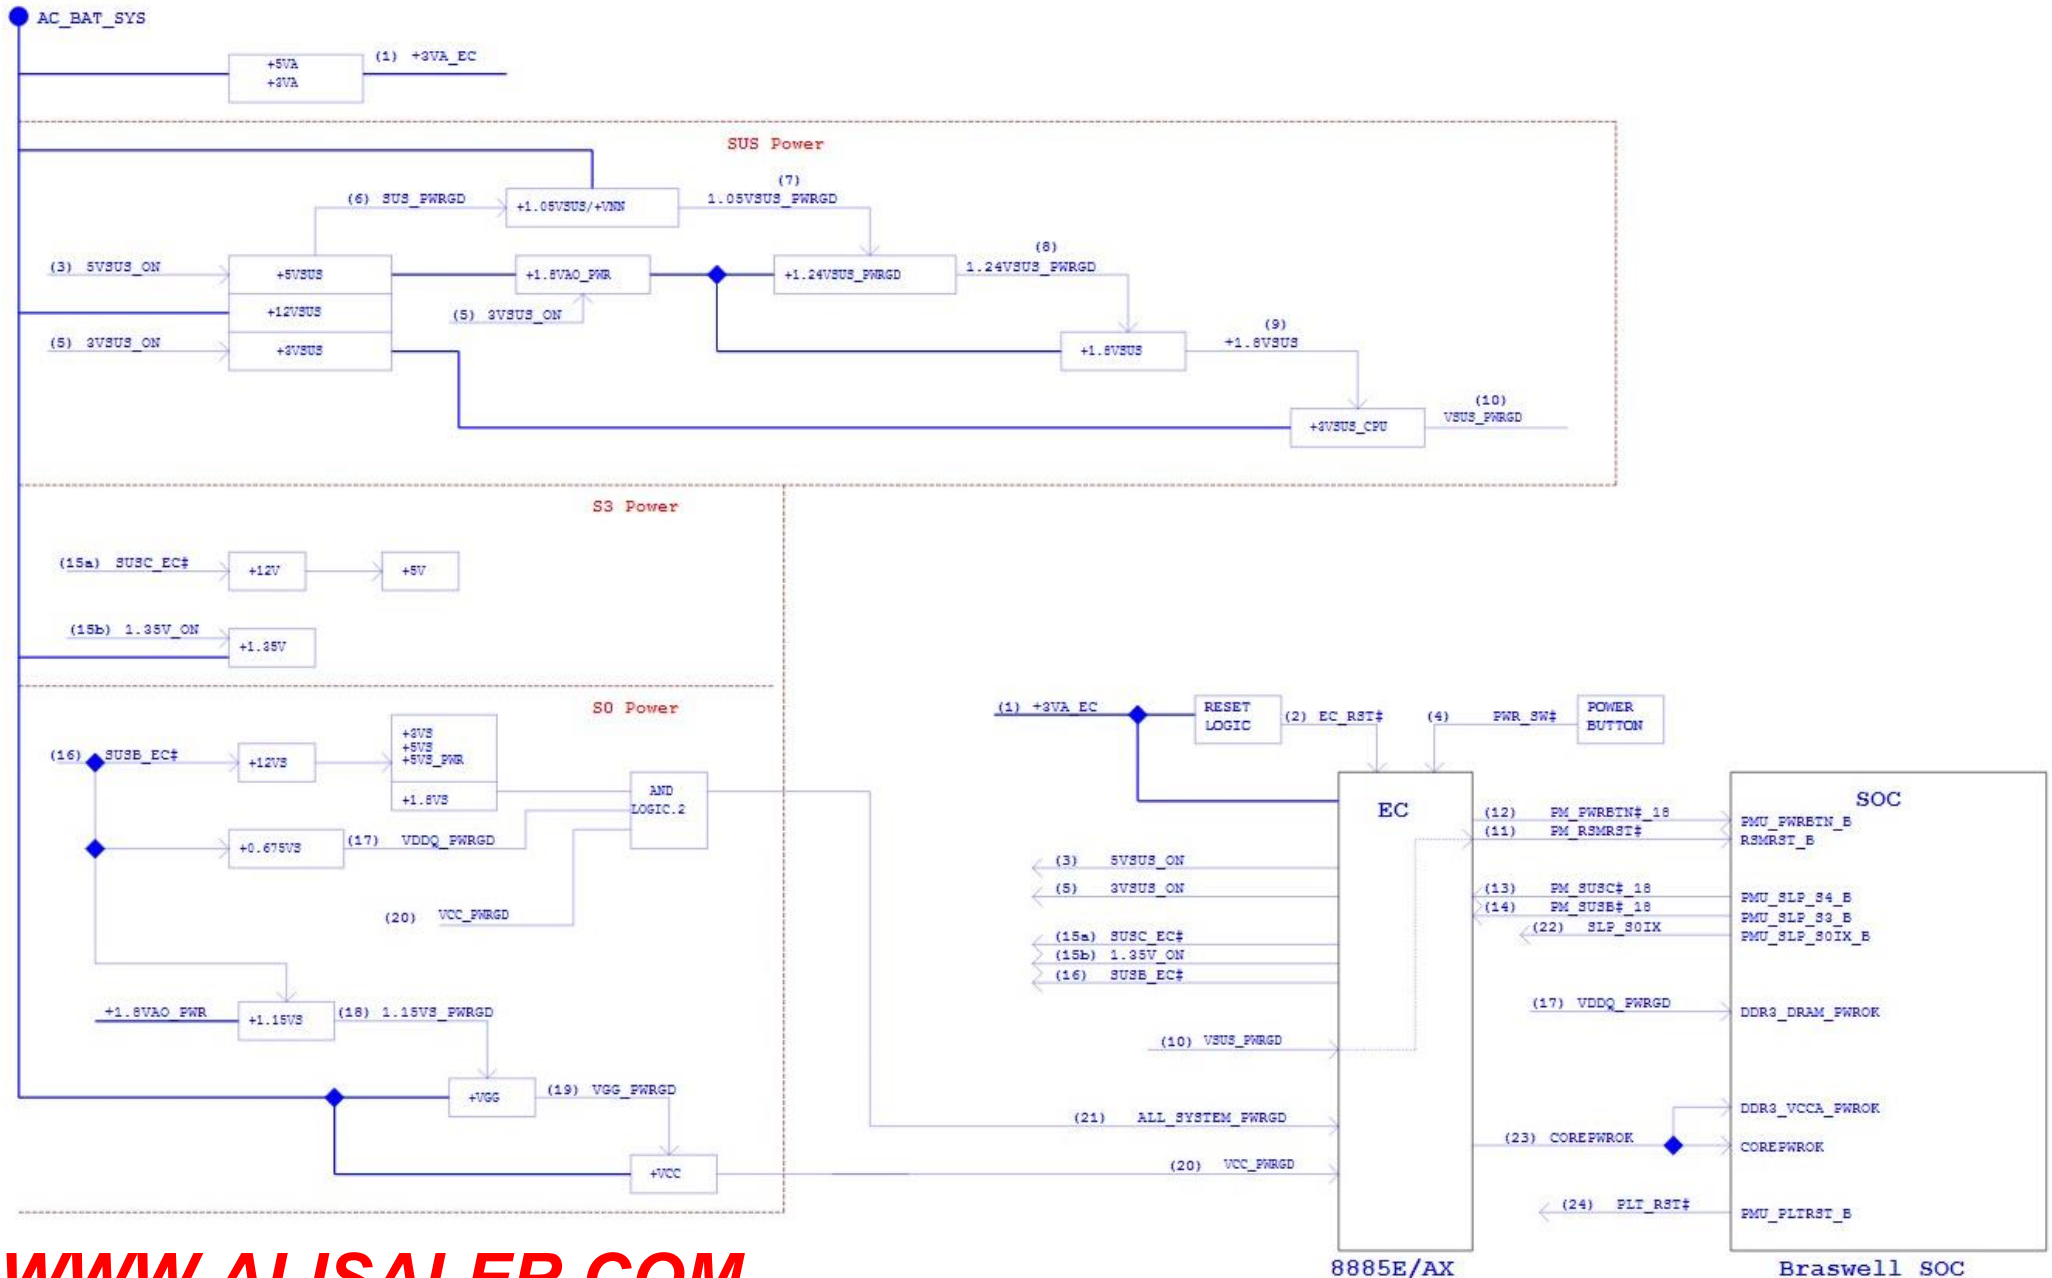 AC_BAT_SYS
+5VA
+3VA
(1) +3VA_EC
SUS Power
(6) SUS_PWRGD
+1.05VSUS/+VNN
(7)
1.05VSUS_PWRGD
(3) 5VSUS_ON
+5VSUS
+1.8VAO_PWR
+1.24VSUS_PWRGD
(8)
1.24VSUS_PWRGD
+12VSUS
(5) 3VSUS_ON
(5) 3VSUS_ON
+3VSUS
+1.8VSUS
(9)
+1.8VSUS
+3VSUS_CPU
(10)
VSUS_PWRGD
S3 Power
(15a) SUSC_EC#
+12V
+5V
(15b) 1.35V_ON
+1.35V
S0 Power
(16) SUSB_EC#
+12VS
+3VS
+5VS
+5VS_PWR
+1.8VS
AND
LOGIC.2
+0.675VS
(17) VDDQ_PWRGD
(20) VCC_PWRGD
+1.8VAO_PWR
+1.15VS
(18) 1.15VS_PWRGD
+VGG
(19) VGG_PWRGD
+VCC
(1) +3VA_EC
RESET
LOGIC
(2) EC_RST#
(4) PWR_SW#
POWER
BUTTON
EC
(3) 5VSUS_ON
(5) 3VSUS_ON
(15a) SUSC_EC#
(15b) 1.35V_ON
(16) SUSB_EC#
(10) VSUS_PWRGD
(21) ALL_SYSTEM_PWRGD
(20) VCC_PWRGD
(12) PM_PWRBTN#_18
(11) PM_RSMRST#
(13) PM_SUSC#_18
(14) PM_SUSB#_18
(22) SLP_S0IX
(17) VDDQ_PWRGD
(23) COREPWROK
(24) PLT_RST#
SOC
PMU_PWRBTN_B
RSMRST_B
PMU_SLP_S4_B
PMU_SLP_S3_B
PMU_SLP_S0IX_B
DDR3_DRAM_PWROK
DDR3_VCCA_PWROK
COREPWROK
PMU_PLTRST_B
8885E/AX
Braswell SOC
WWW.ALISALER.COM